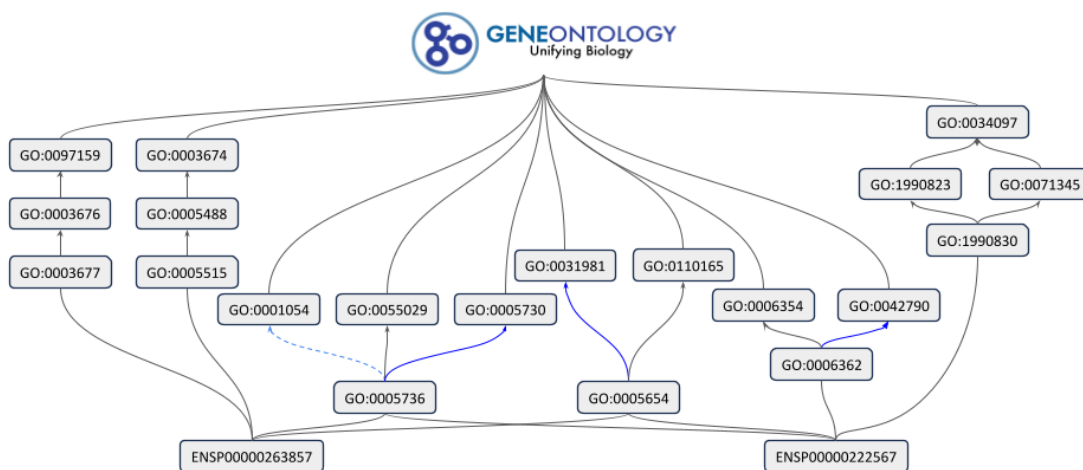 go
GENEONTOLOGY
Unifying Biology
GO:0034097
GO:0097159
GO:0003674
GO:1990823
GO:0071345
GO:0003676
GO:0005488
GO:1990830
GO:0003677
GO:0005515
GO:0031981
GO:0110165
GO:0001054
GO:0055029
GO:0005730
GO:0006354
GO:0042790
GO:0006362
GO:0005736
GO:0005654
ENSP00000263857
ENSP00000222567